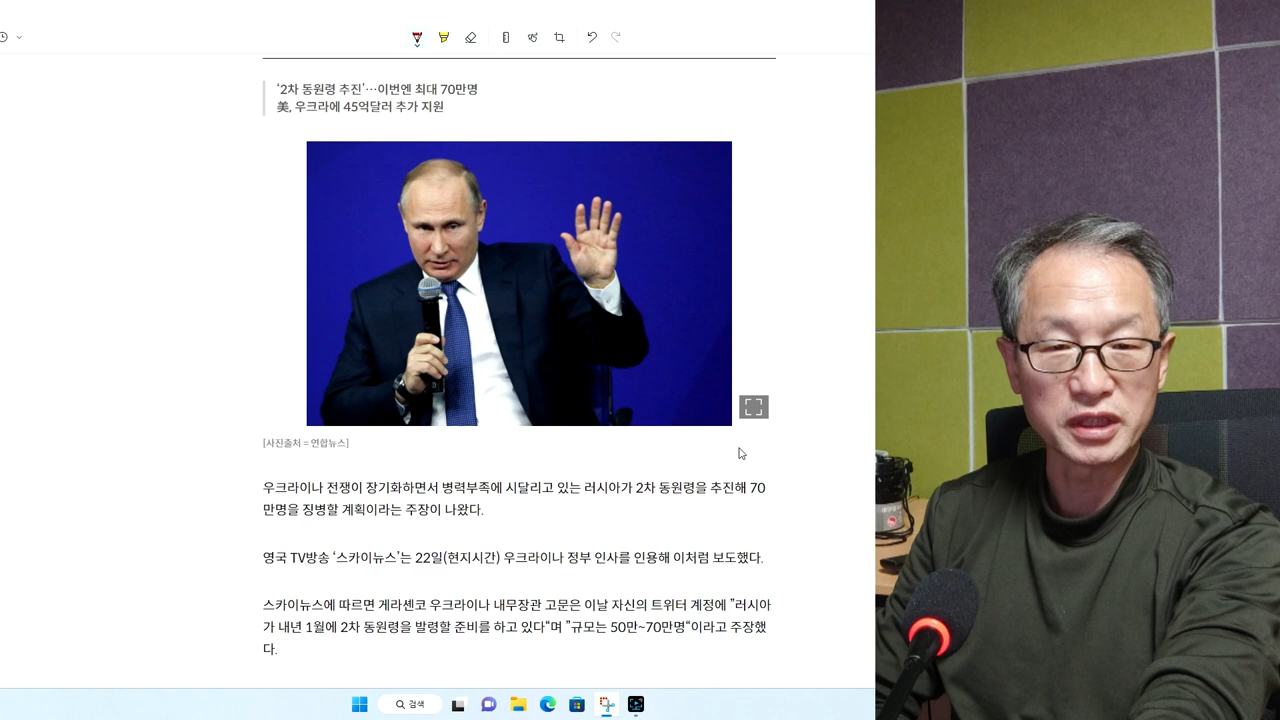 ‘2차 동원령 추진’…이번엔 최대 70만명
美, 우크라에 45억달러 추가 지원
[사진출처 = 연합뉴스]
우크라이나 전쟁이 장기화하면서 병력부족에 시달리고 있는 러시아가 2차 동원령을 추진해 70
만명을 징병할 계획이라는 주장이 나왔다.
영국 TV방송 ‘스카이뉴스’는 22일(현지시간) 우크라이나 정부 인사를 인용해 이처럼 보도했다.
스카이뉴스에 따르면 게라셴코 우크라이나 내무장관 고문은 이날 자신의 트위터 계정에 ”러시아
가 내년 1월에 2차 동원령을 발령할 준비를 하고 있다“며 ”규모는 50만~70만명“이라고 주장했
다.
검색